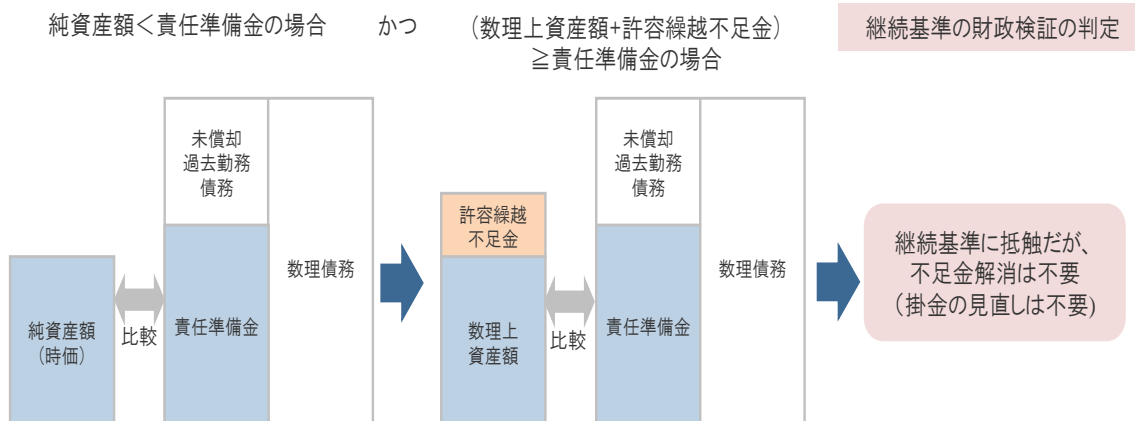 純資産額＜責任準備金の場合
かつ
（数理上資産額+許容繰越不足金）
≧責任準備金の場合
継続基準の財政検証の判定
純資産額
（時価）
比較
未償却
過去勤務
債務
責任準備金
数理債務
許容繰越
不足金
数理上
資産額
比較
未償却
過去勤務
債務
責任準備金
数理債務
継続基準に抵触だが、
不足金解消は不要
（掛金の見直しは不要)